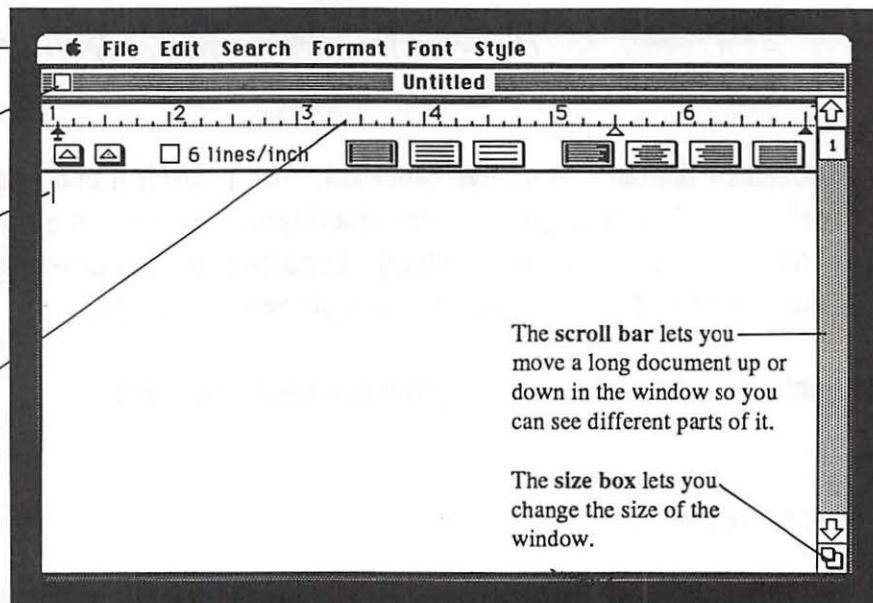 File Edit Search Format Font Style
Untitled
1 2 3 4 5 6 7
6 lines/inch
1
The scroll bar lets you
move a long document up or
down in the window so you
can see different parts of it.
The size box lets you
change the size of the
window.